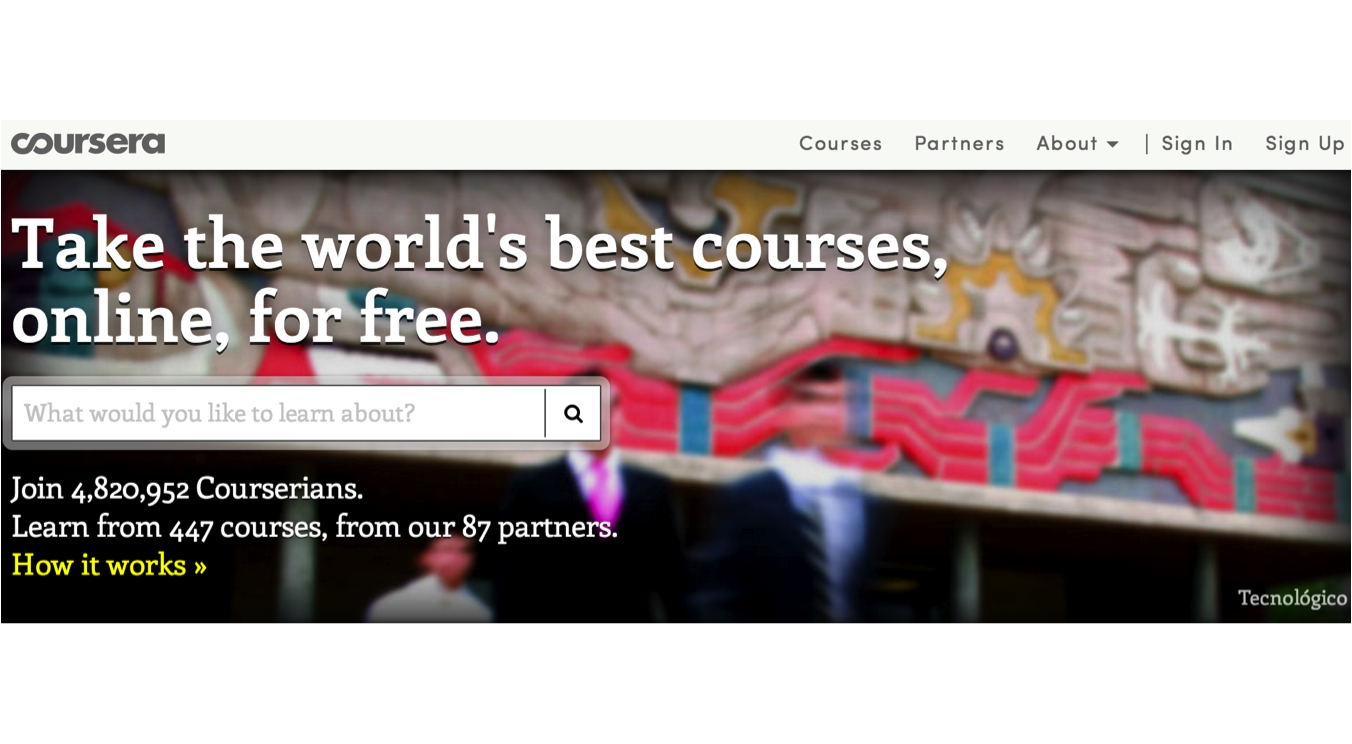 coursera
Courses Partners About | Sign In Sign Up
Take the world's best courses,
online, for free.
What would you like to learn about?
Join 4,820,952 Courserians.
Learn from 447 courses, from our 87 partners.
How it works »
Tecnológico